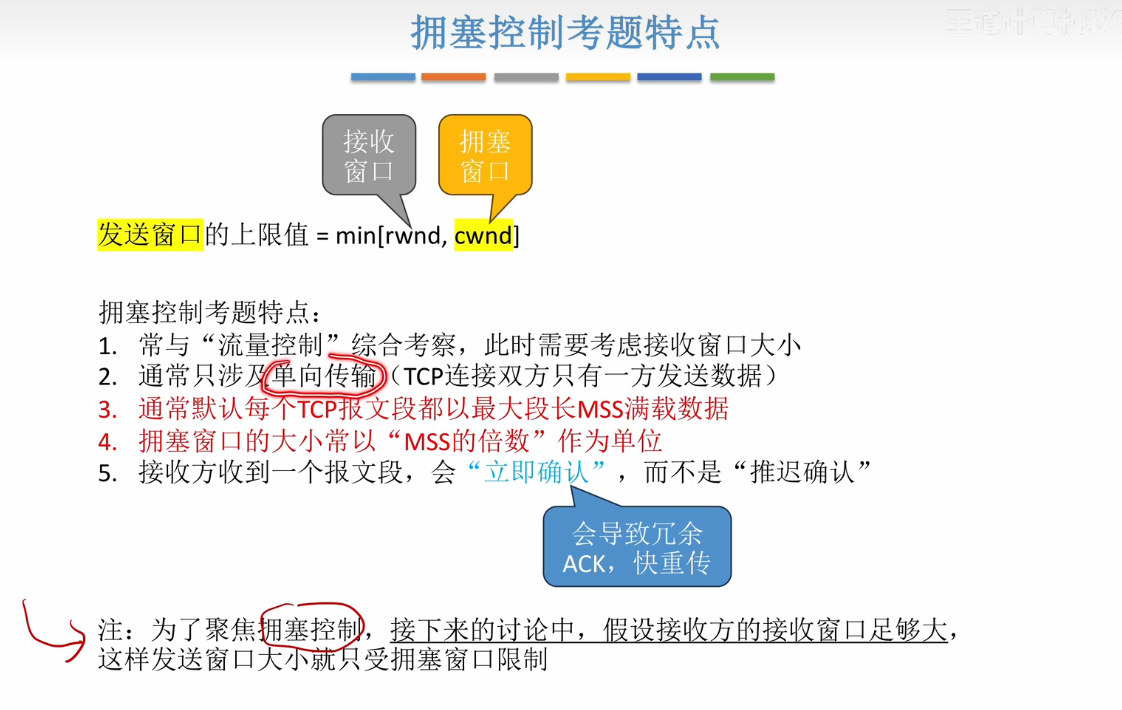 拥塞控制考题特点
接收
窗口
拥塞
窗口
发送窗口的上限值 = min[rwnd, cwnd]
拥塞控制考题特点：
1. 常与“流量控制”综合考察，此时需要考虑接收窗口大小
2. 通常只涉及单向传输（TCP连接双方只有一方发送数据）
3. 通常默认每个TCP报文段都以最大段长MSS满载数据
4. 拥塞窗口的大小常以“MSS的倍数”作为单位
5. 接收方收到一个报文段，会“立即确认”，而不是“推迟确认”
会导致冗余
ACK，快重传
注：为了聚焦拥塞控制，接下来的讨论中，假设接收方的接收窗口足够大，
这样发送窗口大小就只受拥塞窗口限制